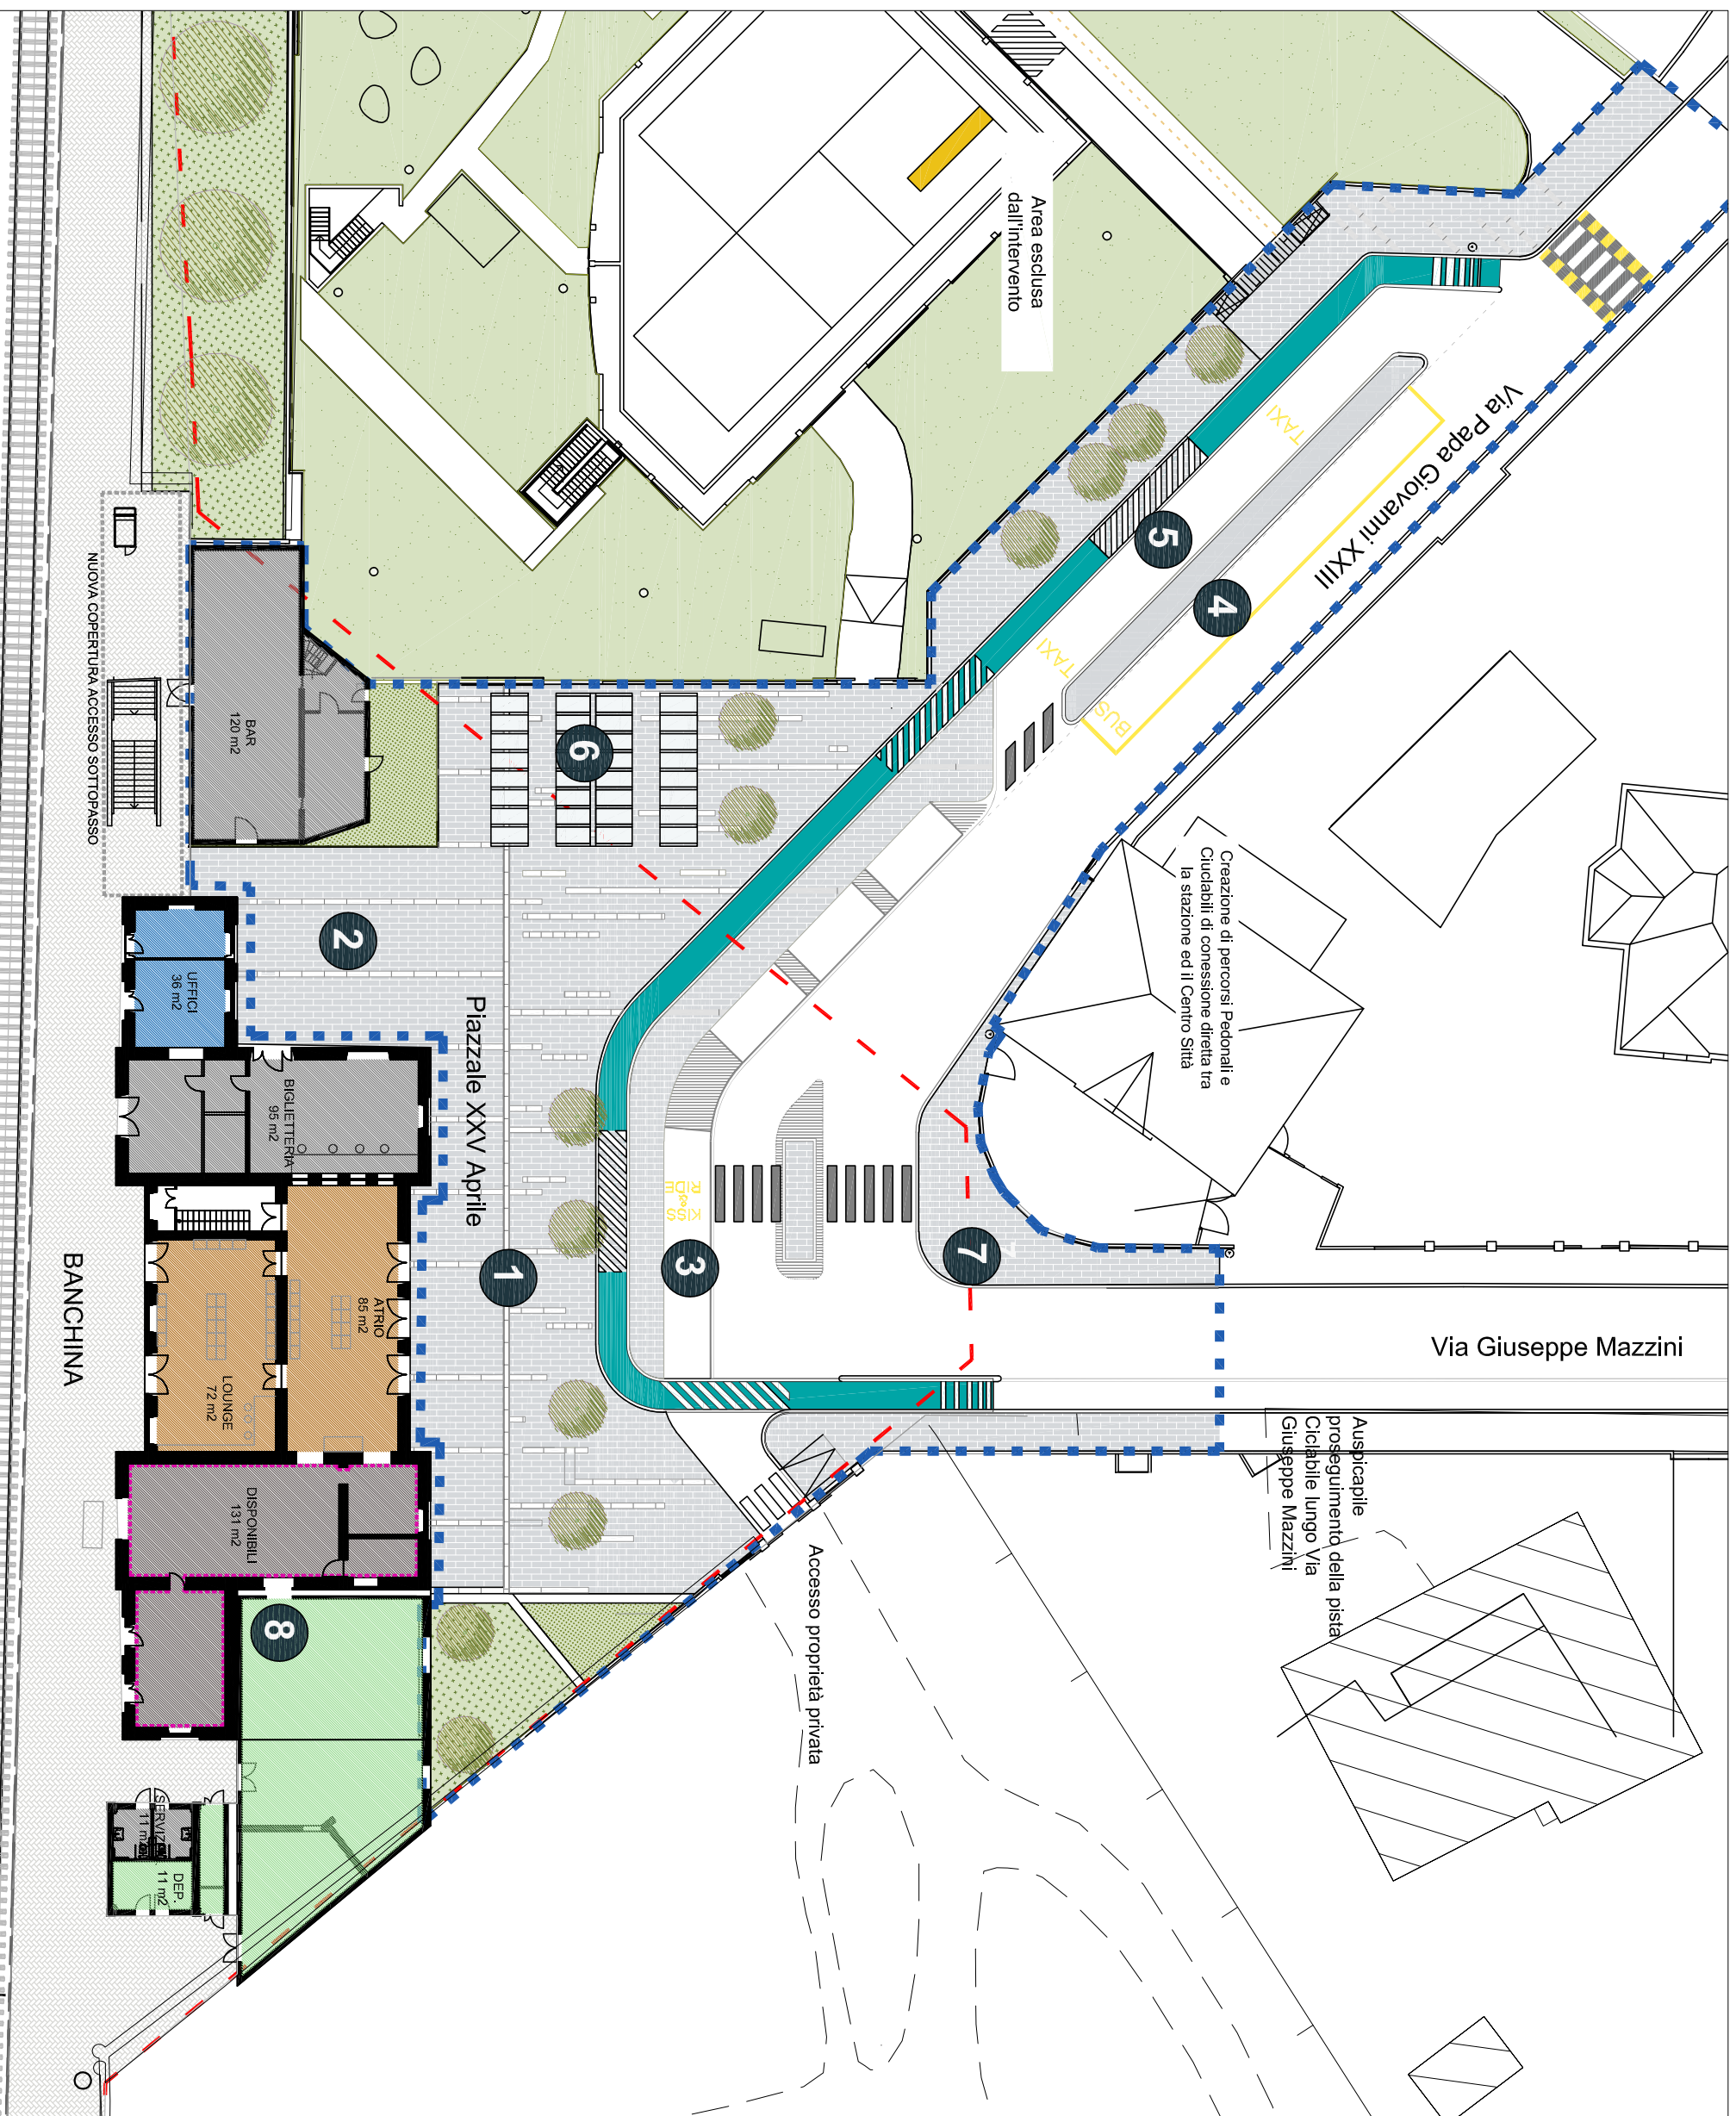 Via Papa Giovanni XXIII
Via Giuseppe Mazzini
Area esclusa
dall'intervento
TAXI
TAXI
BUS
5
4
6
Creazione di percorsi Pedonali e
Ciuclabili di conessione diretta tra
la stazione ed il Centro Sittà
Auspicapile
proseguimento della pista
Ciclabile lungo Via
Giuseppe Mazzini
7
7
3
KISS
and
RIDE
1
2
Piazzale XXV Aprile
Accesso proprietà privata
BAR
120 m2
NUOVA COPERTURA ACCESSO SOTTOPASSO
UFFICI
36 m2
BIGLIETTERIA
95 m2
ATRIO
85 m2
LOUNGE
72 m2
DISPONIBILI
131 m2
8
SERVIZI
11 m2
DEP.
11 m2
BANCHINA